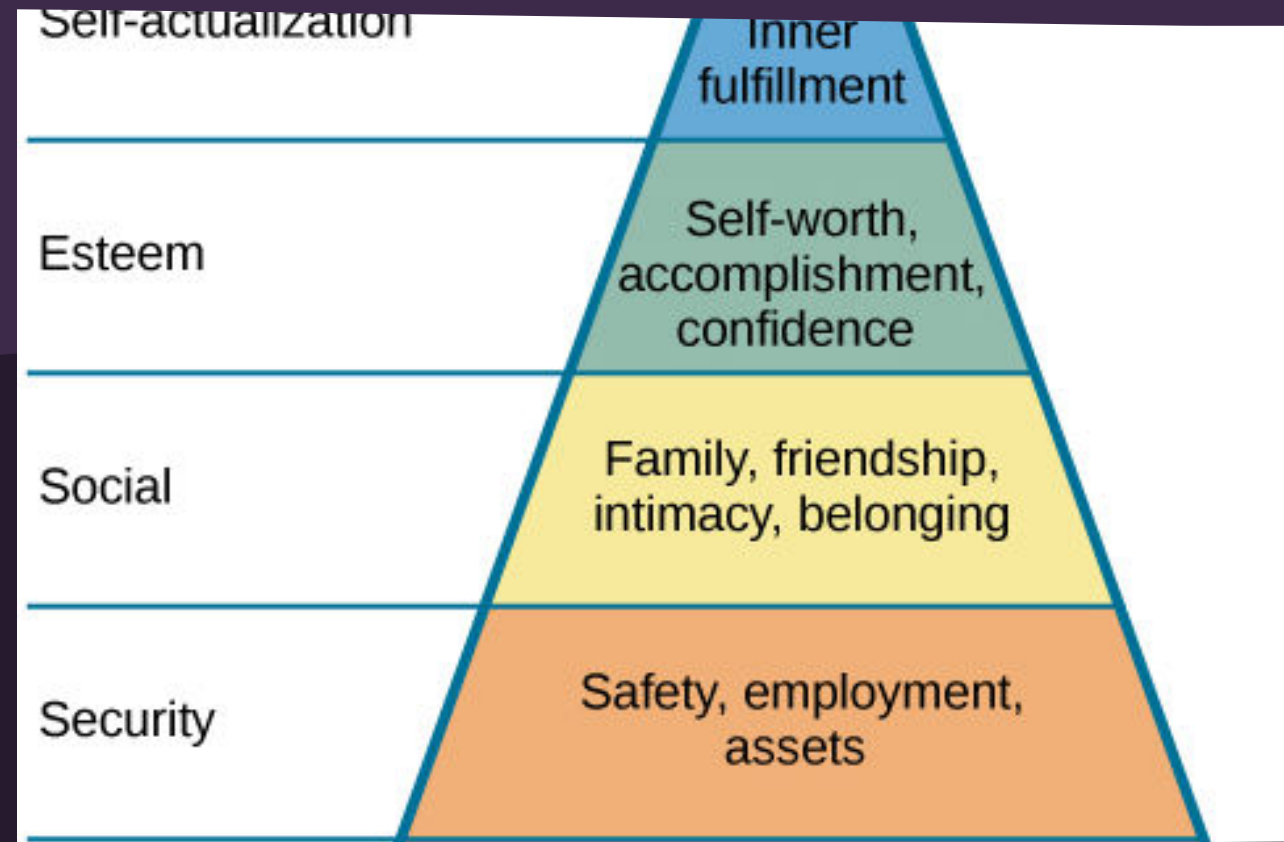 Self-actualization
Inner
fulfillment
Esteem
Self-worth,
accomplishment,
confidence
Social
Family, friendship,
intimacy, belonging
Security
Safety, employment,
assets